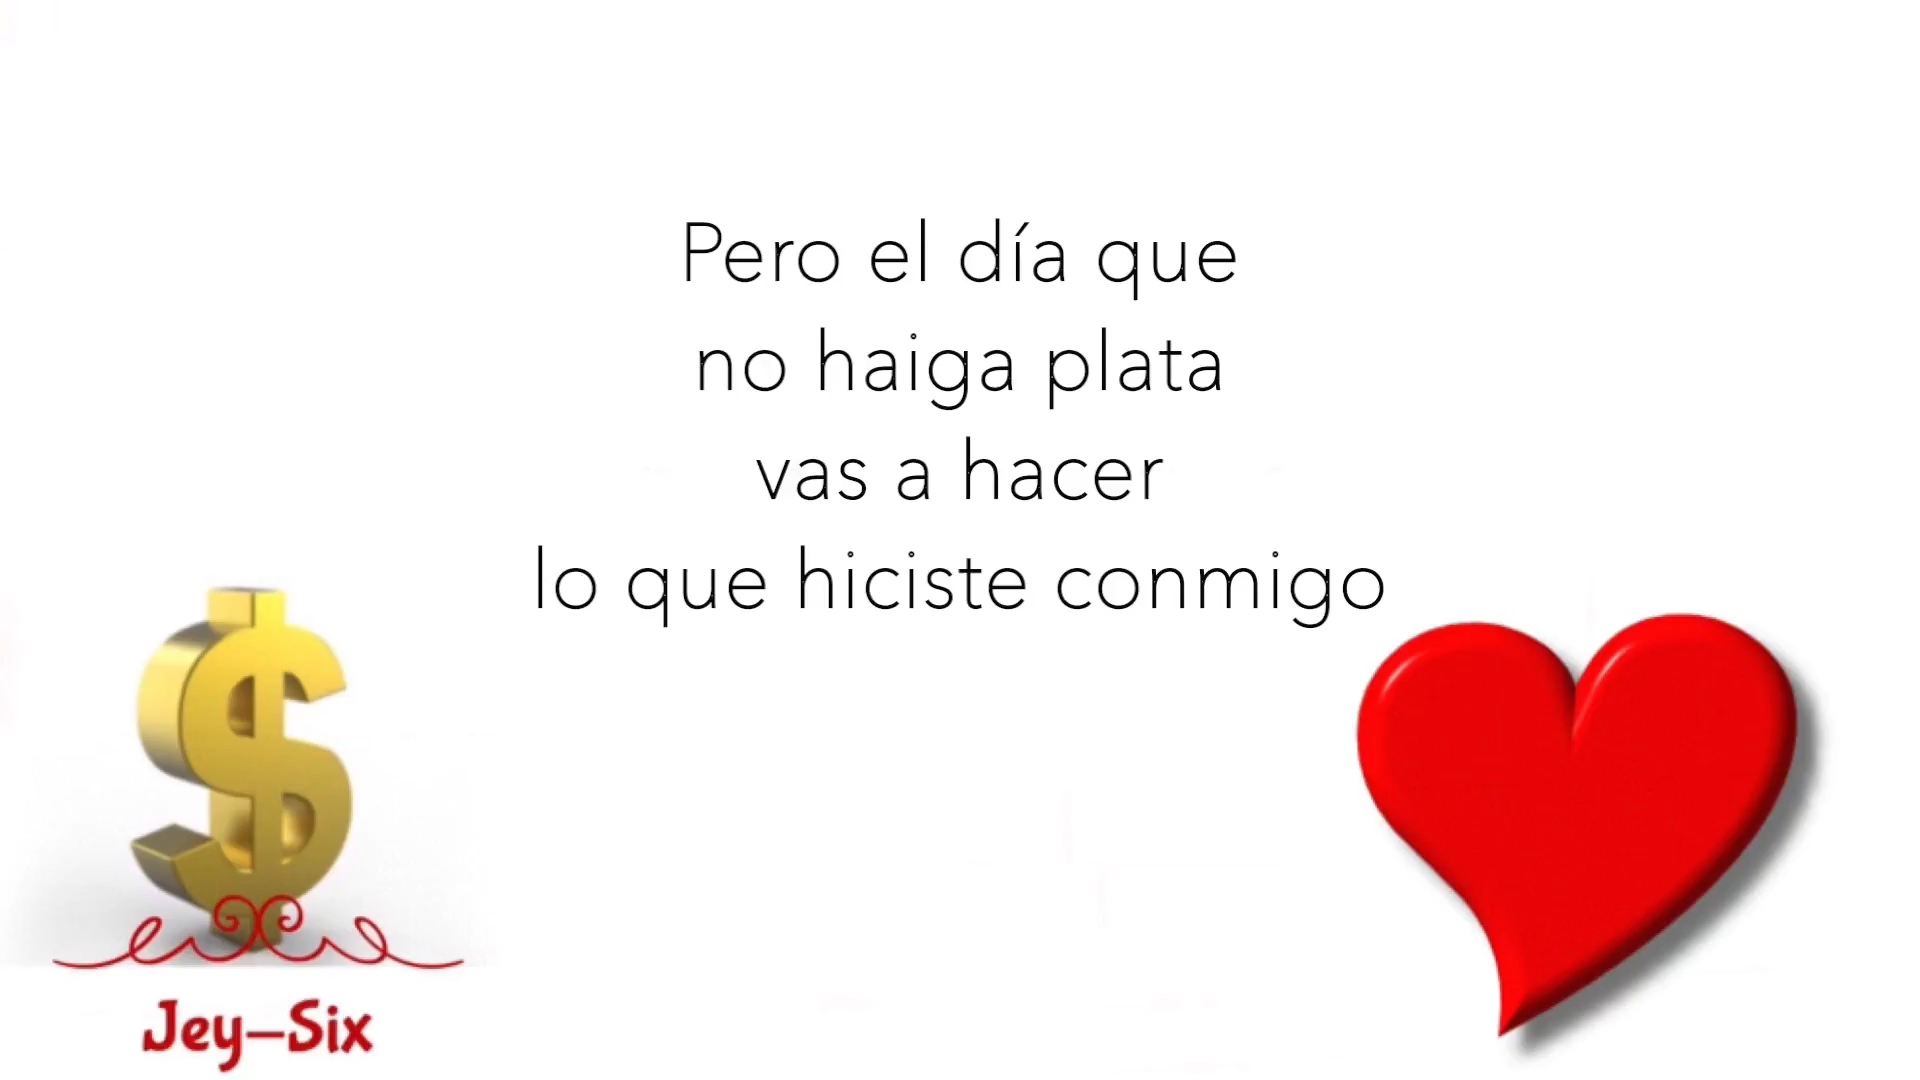 Pero el día que
no haiga plata
vas a hacer
lo que hiciste conmigo
Jey-Six